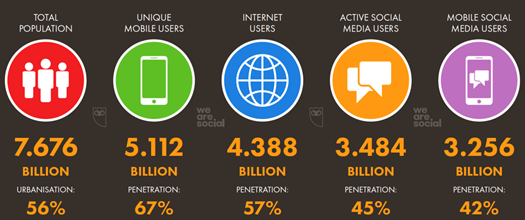 TOTAL
POPULATION
UNIQUE
MOBILE USERS
INTERNET
USERS
ACTIVE SOCIAL
MEDIA USERS
MOBILE SOCIAL
MEDIA USERS
we
are
social
we
are
social
7.676
BILLION
URBANISATION:
56%
5.112
BILLION
PENETRATION:
67%
4.388
BILLION
PENETRATION:
57%
3.484
BILLION
PENETRATION:
45%
3.256
BILLION
PENETRATION:
42%